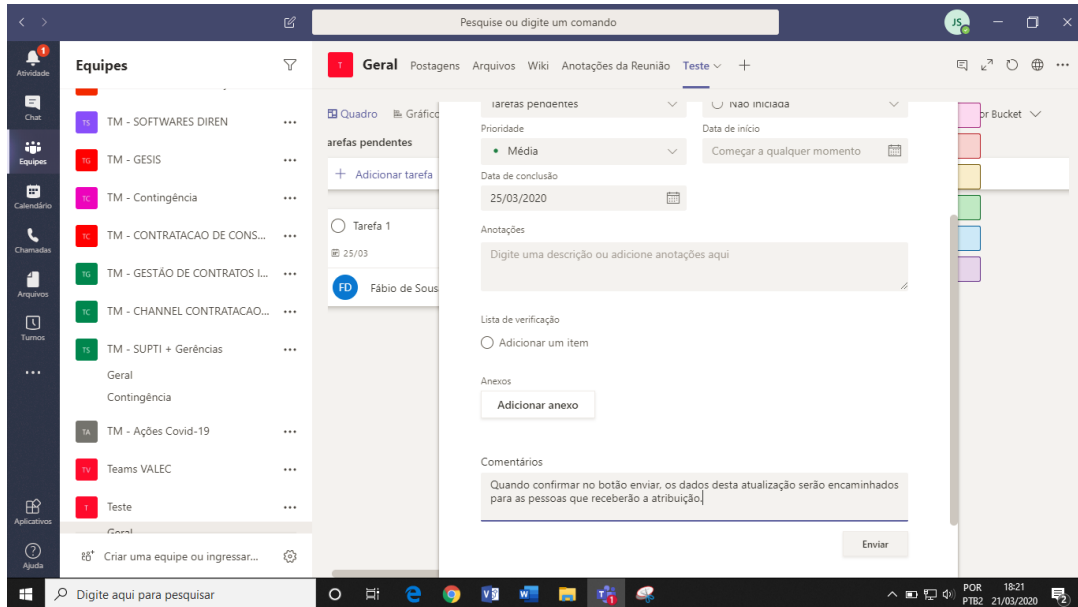 Pesquise ou digite um comando
JS
1
Atividade
Chat
Equipes
Calendário
Chamadas
Arquivos
Turnos
Aplicativos
Ajuda
Equipes
TS TM - SOFTWARES DIREN
TG TM - GESIS
TC TM - Contingência
TC TM - CONTRATACAO DE CONS...
TG TM - GESTÃO DE CONTRATOS I...
TC TM - CHANNEL CONTRATACAO...
TS TM - SUPTI + Gerências
Geral
Contingência
TA TM - Ações Covid-19
TV Teams VALEC
T Teste
Geral
Criar uma equipe ou ingressar...
T Geral Postagens Arquivos Wiki Anotações da Reunião Teste
Quadro Gráfico
or Bucket
arefas pendentes
Adicionar tarefa
Tarefa 1
25/03
FD Fábio de Sous
Tarefas pendentes Não iniciada
Prioridade Data de início
Média Começar a qualquer momento
Data de conclusão
25/03/2020
Anotações
Digite uma descrição ou adicione anotações aqui
Lista de verificação
Adicionar um item
Anexos
Adicionar anexo
Comentários
Quando confirmar no botão enviar, os dados desta atualização serão encaminhados
para as pessoas que receberão a atribuição.
Enviar
Digite aqui para pesquisar
POR 18:21
PTB2 21/03/2020
2